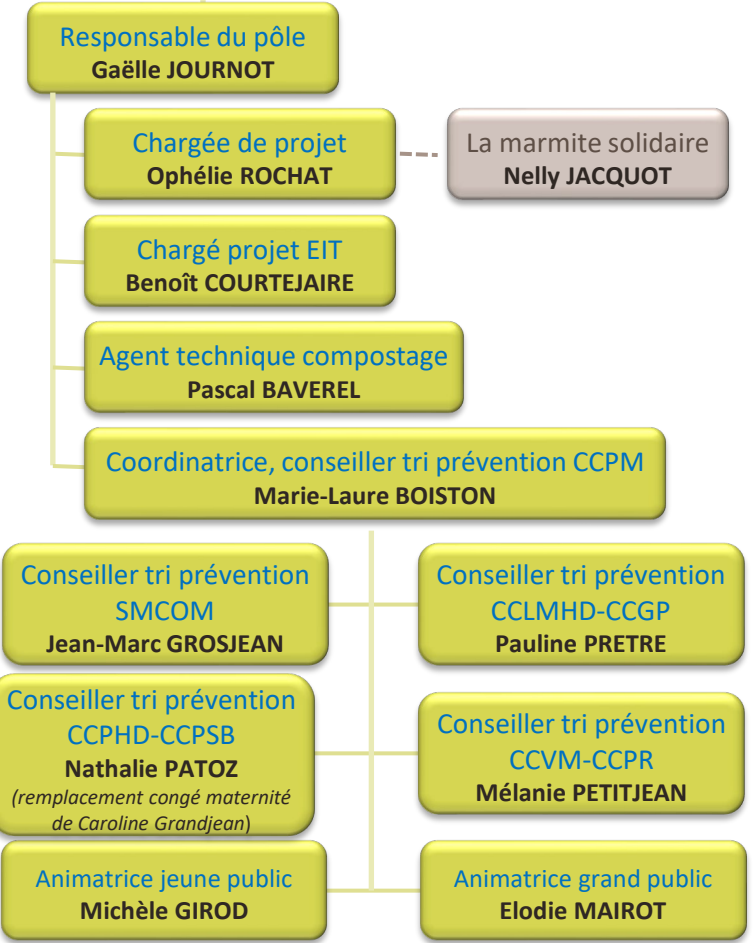 Responsable du pôle
Gaëlle JOURNOT
Chargée de projet
Ophélie ROCHAT
La marmite solidaire
Nelly JACQUOT
Chargé projet EIT
Benoît COURTEJAIRE
Agent technique compostage
Pascal BAVEREL
Coordinatrice, conseiller tri prévention CCPM
Marie-Laure BOISTON
Conseiller tri prévention
SMCOM
Jean-Marc GROSJEAN
Conseiller tri prévention
CCLMHD-CCGP
Pauline PRETRE
Conseiller tri prévention
CCPHD-CCPSB
Nathalie PATOZ
(remplacement congé maternité
de Caroline Grandjean)
Conseiller tri prévention
CCVM-CCPR
Mélanie PETITJEAN
Animatrice jeune public
Michèle GIROD
Animatrice grand public
Elodie MAIROT